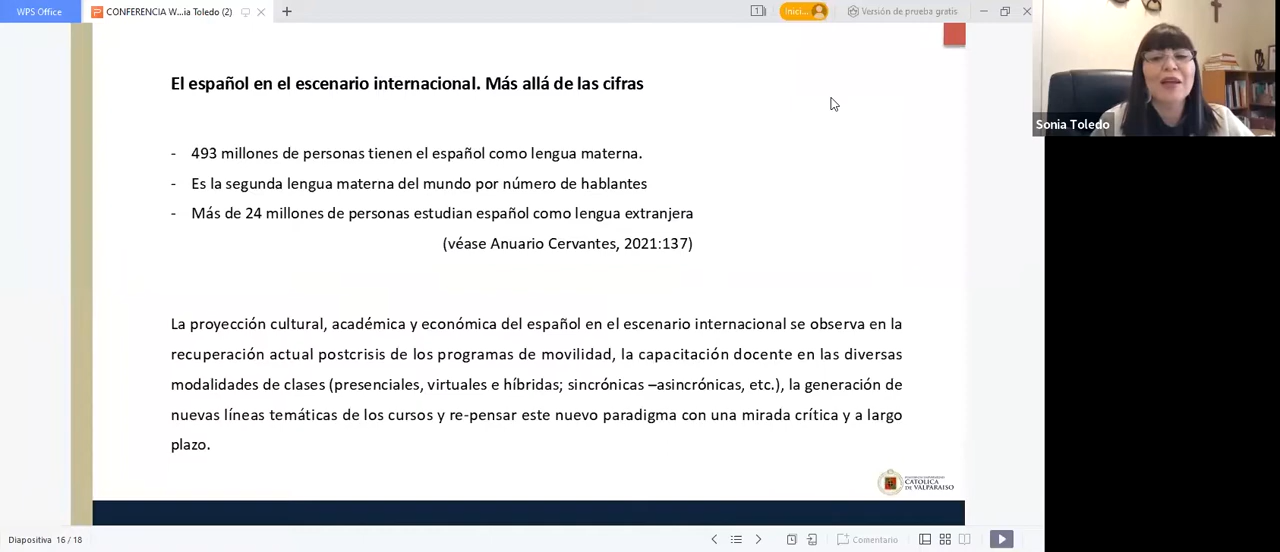 WPS Office
CONFERENCIA W...ia Toledo (2)
Inici...
Versión de prueba gratis
Sonia Toledo
El español en el escenario internacional. Más allá de las cifras
- 493 millones de personas tienen el español como lengua materna.
- Es la segunda lengua materna del mundo por número de hablantes
- Más de 24 millones de personas estudian español como lengua extranjera
(véase Anuario Cervantes, 2021:137)
La proyección cultural, académica y económica del español en el escenario internacional se observa en la
recuperación actual postcrisis de los programas de movilidad, la capacitación docente en las diversas
modalidades de clases (presenciales, virtuales e híbridas; sincrónicas –asincrónicas, etc.), la generación de
nuevas líneas temáticas de los cursos y re-pensar este nuevo paradigma con una mirada crítica y a largo
plazo.
CATOLICA
DE VALPARAISO
Diapositiva 16 / 18
Comentario